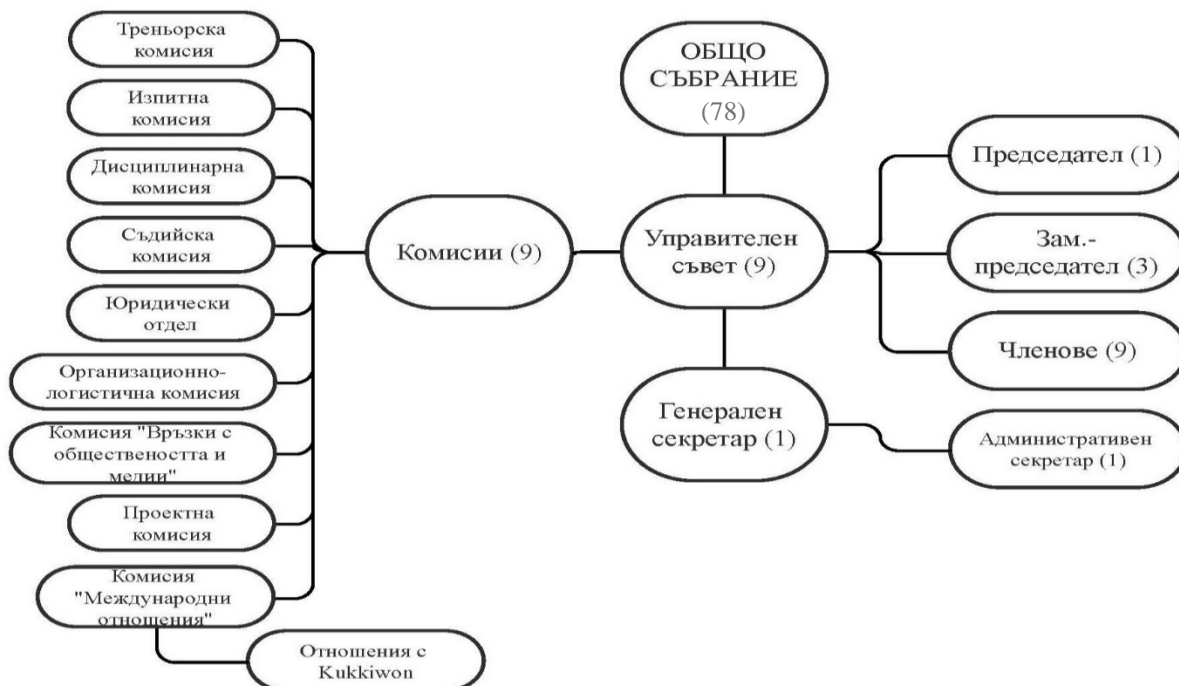 Треньорска
комисия
Изпитна
комисия
Дисциплинарна
комисия
Съдийска
комисия
Юридически
отдел
Организационно-
логистична комисия
Комисия "Връзки с
обществеността и
медии"
Проектна
комисия
Комисия
"Международни
отношения"
Отношения с
Kukkiwon
Комисии (9)
ОБЩО
СЪБРАНИЕ
(78)
Управителен
съвет (9)
Генерален
секретар (1)
Председател (1)
Зам.-
председател (3)
Членове (9)
Административен
секретар (1)